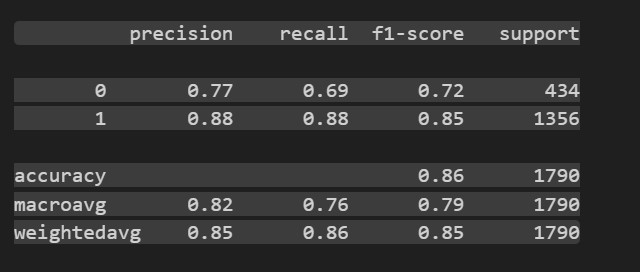 precision recall f1-score support
0 0.77 0.69 0.72 434
1 0.88 0.88 0.85 1356
accuracy 0.86 1790
macroavg 0.82 0.76 0.79 1790
weightedavg 0.85 0.86 0.85 1790